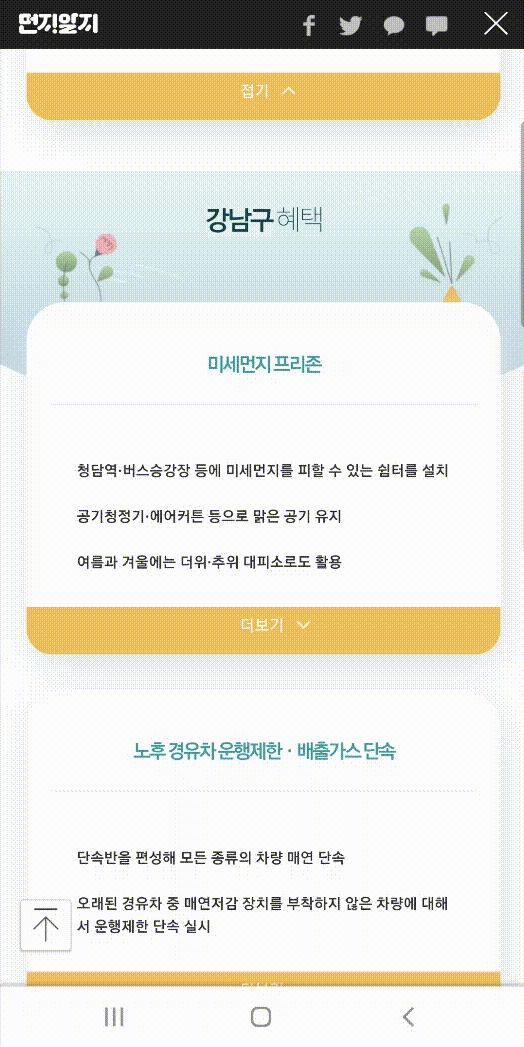 먼지알지
접기
강남구 혜택
미세먼지 프리존
청담역·버스승강장 등에 미세먼지를 피할 수 있는 쉼터를 설치
공기청정기·에어커튼 등으로 맑은 공기 유지
여름과 겨울에는 더위·추위 대피소로도 활용
더보기
노후 경유차 운행제한 · 배출가스 단속
단속반을 편성해 모든 종류의 차량 매연 단속
오래된 경유차 중 매연저감 장치를 부착하지 않은 차량에 대해
서 운행제한 단속 실시